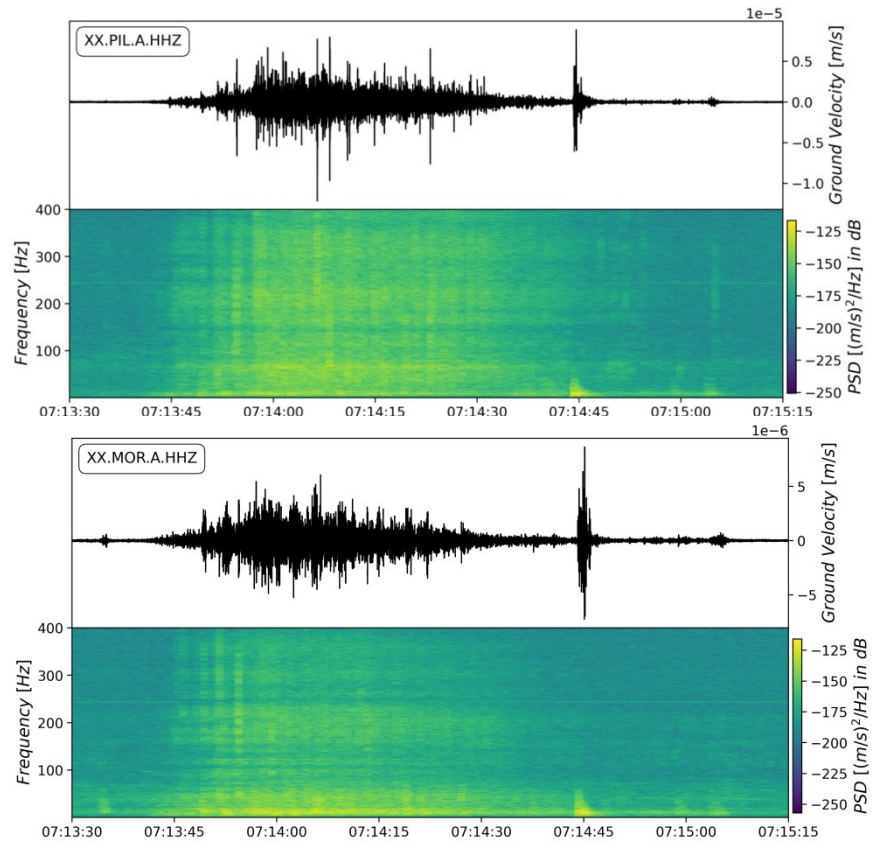 1e−5
XX.PIL.A.HHZ
0.5
0.0
−0.5
−1.0
Ground Velocity [m/s]
400
300
200
100
Frequency [Hz]
−125
−150
−175
−200
−225
−250
PSD [(m/s)²/Hz] in dB
07:13:30 07:13:45 07:14:00 07:14:15 07:14:30 07:14:45 07:15:00 07:15:15
1e−6
XX.MOR.A.HHZ
5
0
−5
Ground Velocity [m/s]
400
300
200
100
Frequency [Hz]
−125
−150
−175
−200
−225
−250
PSD [(m/s)²/Hz] in dB
07:13:30 07:13:45 07:14:00 07:14:15 07:14:30 07:14:45 07:15:00 07:15:15